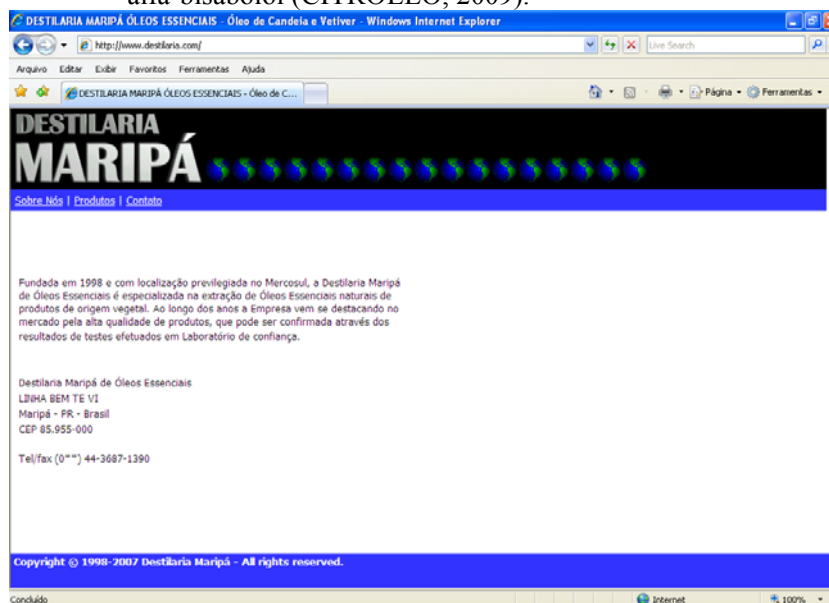 alfa-bisabolol (CITRÓLEO, 2009).
DESTILARIA MARIPÁ ÓLEOS ESSENCIAIS - Óleo de Candeia e Vetiver - Windows Internet Explorer
http://www.destilaria.com/
Live Search
Arquivo Editar Exibir Favoritos Ferramentas Ajuda
DESTILARIA MARIPÁ ÓLEOS ESSENCIAIS - Óleo de C...
Página Ferramentas
DESTILARIA
MARIPÁ
Sobre Nós | Produtos | Contato
Fundada em 1998 e com localização previlegiada no Mercosul, a Destilaria Maripá
de Óleos Essenciais é especializada na extração de Óleos Essenciais naturais de
produtos de origem vegetal. Ao longo dos anos a Empresa vem se destacando no
mercado pela alta qualidade de produtos, que pode ser confirmada através dos
resultados de testes efetuados em Laboratório de confiança.
Destilaria Maripá de Óleos Essenciais
LINHA BEM TE VI
Maripá - PR - Brasil
CEP 85.955-000
Tel/fax (0**) 44-3687-1390
Copyright © 1998-2007 Destilaria Maripá - All rights reserved.
Concluído
Internet
100%